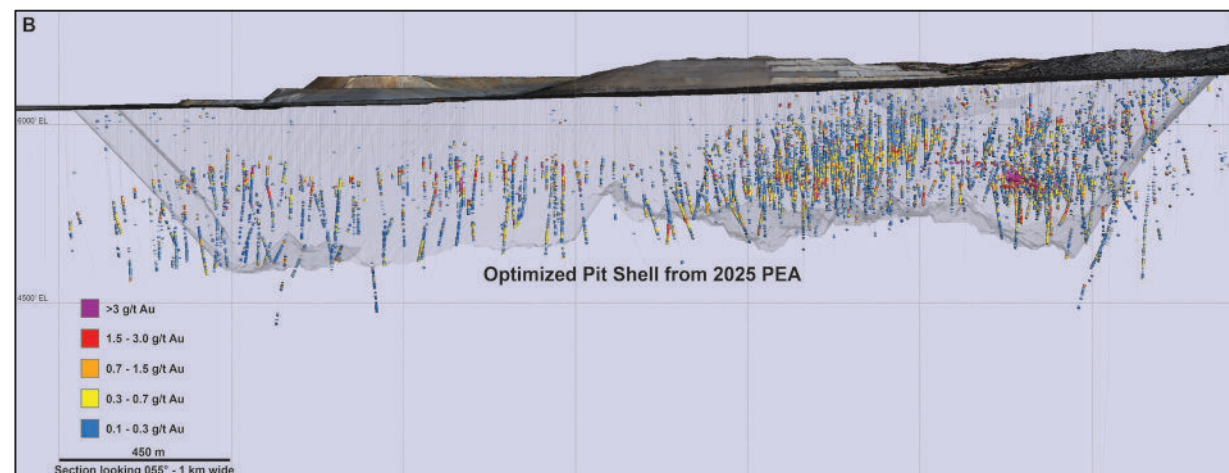 B
6000' EL
Optimized Pit Shell from 2025 PEA
4500' EL
>3 g/t Au
1.5 - 3.0 g/t Au
0.7 - 1.5 g/t Au
0.3 - 0.7 g/t Au
0.1 - 0.3 g/t Au
450 m
Section looking 055° - 1 km wide